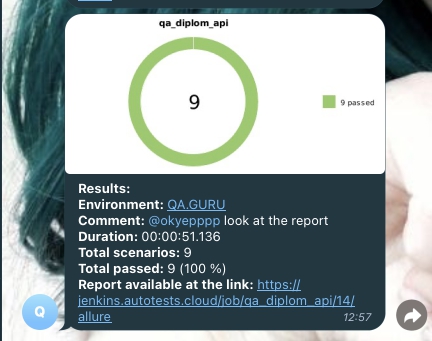 qa_diplom_api
9
9 passed
Results:
Environment: QA.GURU
Comment: @okyepppp look at the report
Duration: 00:00:51.136
Total scenarios: 9
Total passed: 9 (100 %)
Report available at the link: https://
jenkins.autotests.cloud/job/qa_diplom_api/14/
allure
12:57
Q